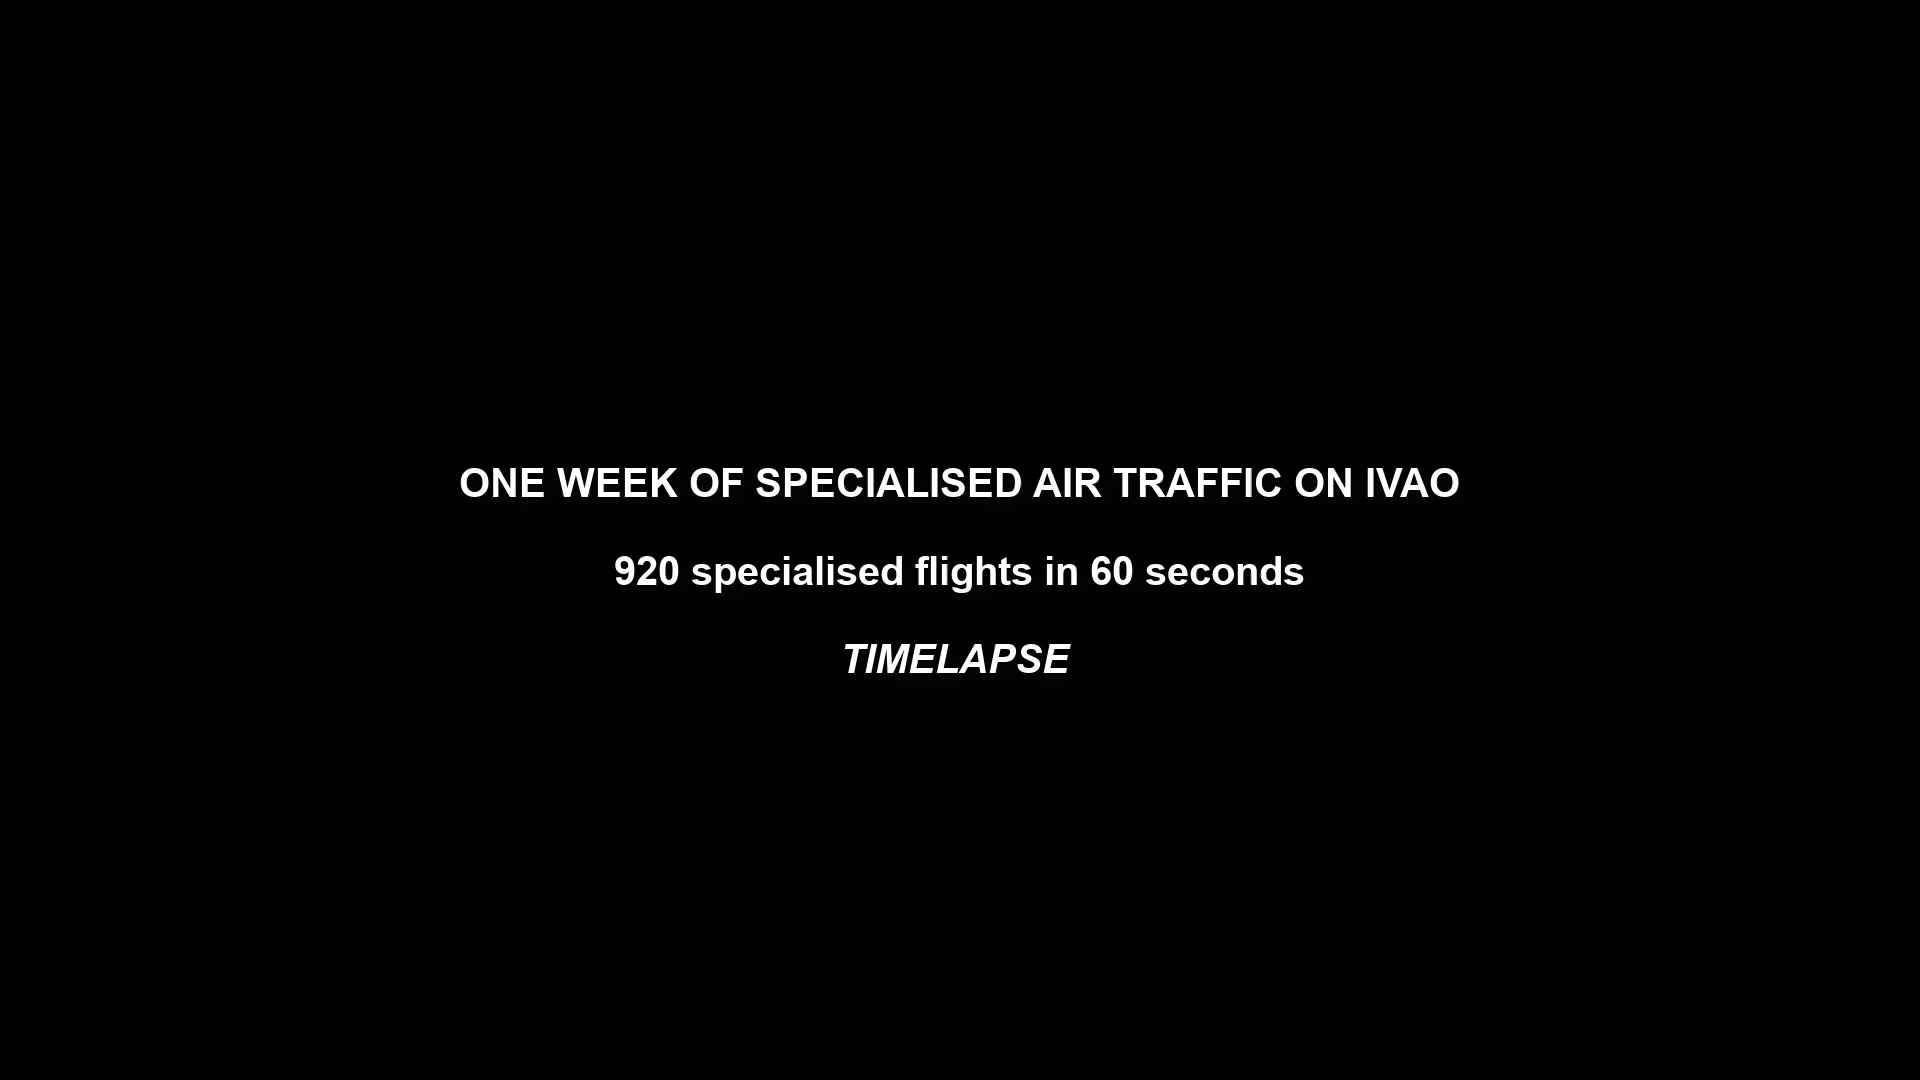 ONE WEEK OF SPECIALISED AIR TRAFFIC ON IVAO
920 specialised flights in 60 seconds
TIMELAPSE